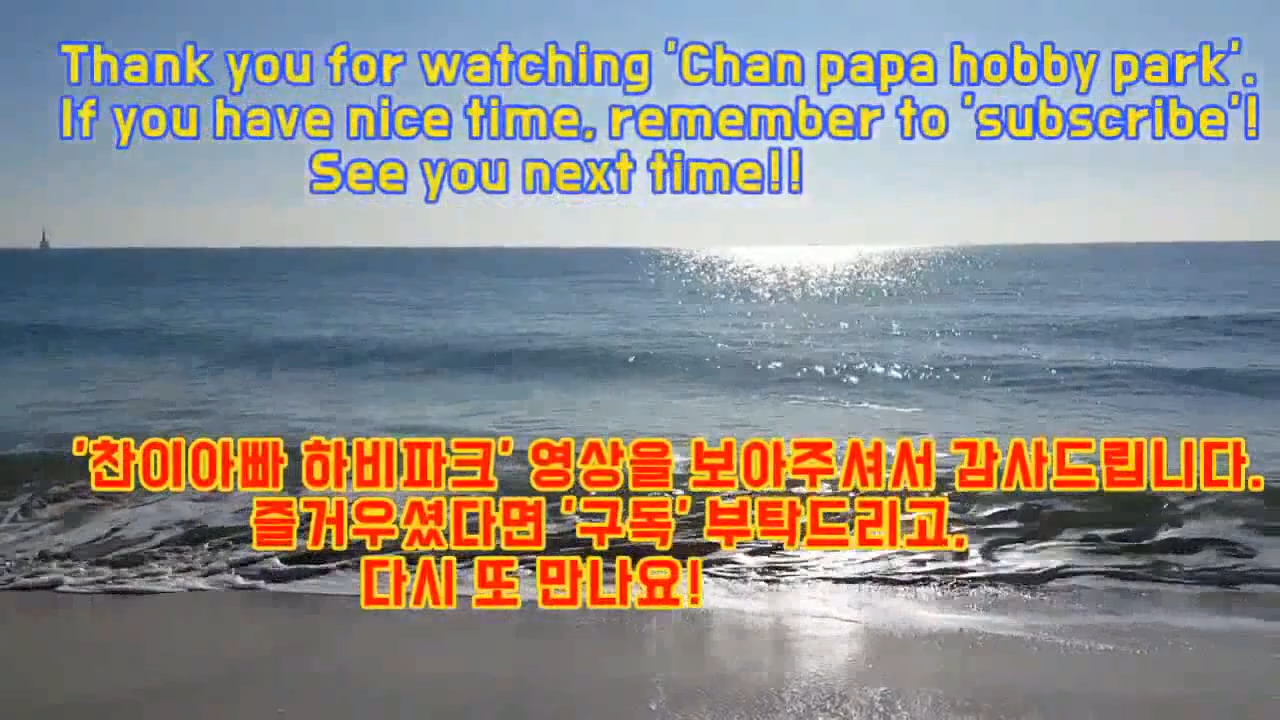 Thank you for watching 'Chan papa hobby park'.
If you have nice time, remember to 'subscribe'!
See you next time!!
'찬이아빠 하비파크' 영상을 보아주셔서 감사드립니다.
즐거우셨다면 '구독' 부탁드리고,
다시 또 만나요!